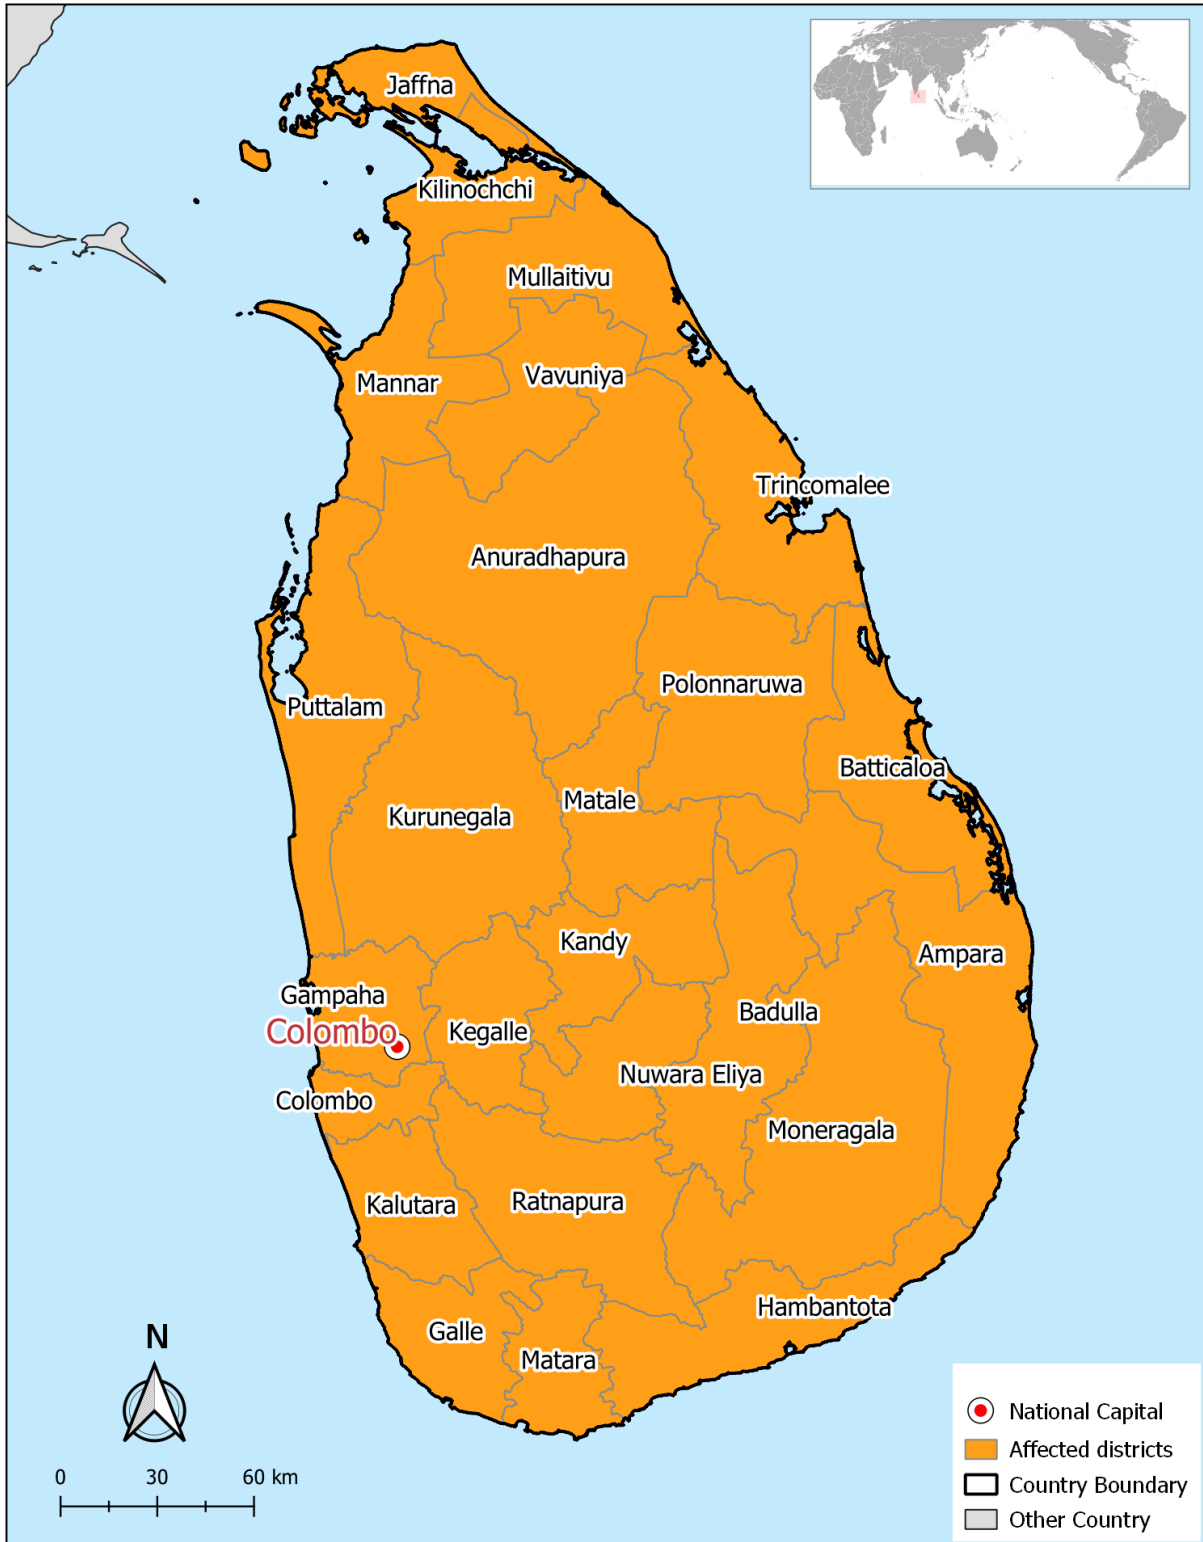 Jaffna
Kilinochchi
Mullaitivu
Mannar
Vavuniya
Trincomalee
Anuradhapura
Polonnaruwa
Puttalam
Batticaloa
Matale
Kurunegala
Kandy
Ampara
Gampaha
Badulla
Colombo
Kegalle
Nuwara Eliya
Colombo
Moneragala
Kalutara
Ratnapura
Hambantota
Galle
Matara
N
0 30 60 km
National Capital
Affected districts
Country Boundary
Other Country